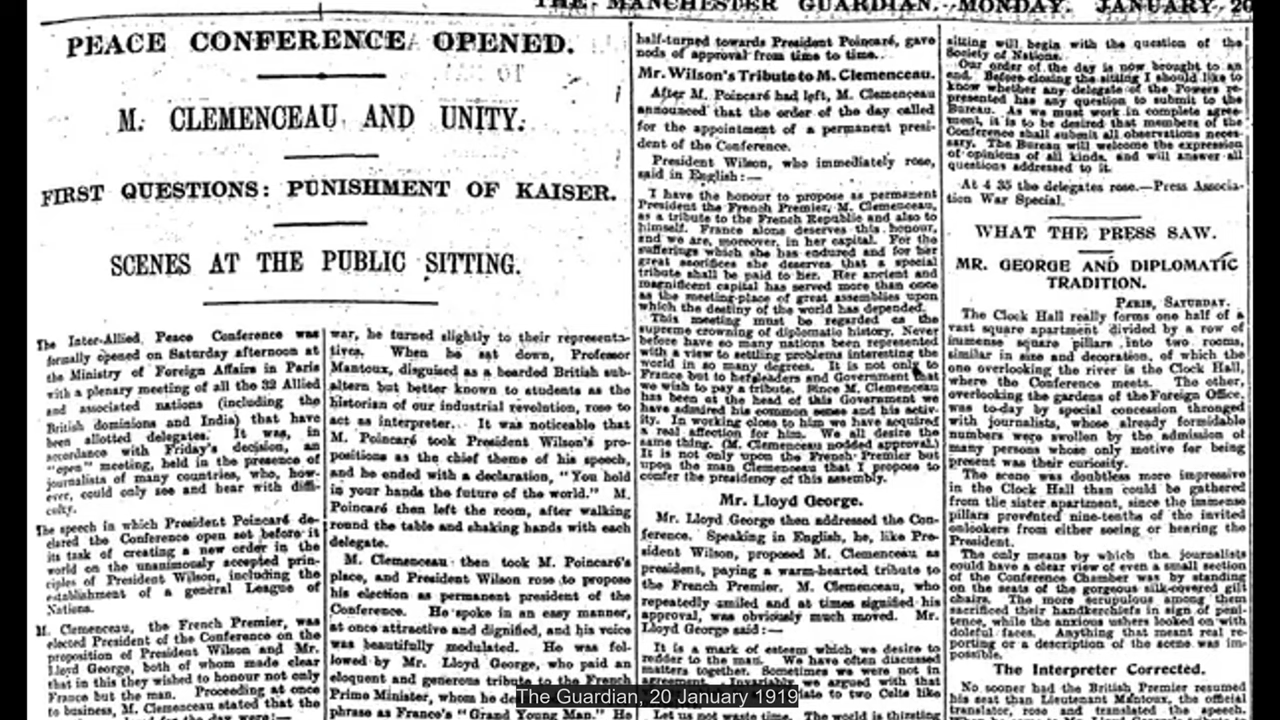 THE MANCHESTER GUARDIAN. MONDAY. JANUARY 20
PEACE CONFERENCE OPENED.
M. CLEMENCEAU AND UNITY.
FIRST QUESTIONS: PUNISHMENT OF KAISER.
SCENES AT THE PUBLIC SITTING.
The Inter-Allied Peace Conference was
formally opened on Saturday afternoon at
the Ministry of Foreign Affairs in Paris
with a plenary meeting of all the 32 Allied
and associated nations (including the
British dominions and India) that have
been allotted delegates. It was, in
accordance with Friday's decision, an
"open" meeting, held in the presence of
journalists of many countries, who, how-
ever, could only see and hear with diffi-
culty.
The speech in which President Poincaré de-
clared the Conference open set before it
its task of creating a new order in the
world on the unanimously accepted prin-
ciples of President Wilson, including the
establishment of a general League of
Nations.
M. Clemenceau, the French Premier, was
elected President of the Conference on the
proposition of President Wilson and Mr.
Lloyd George, both of whom made clear
that in this they wished to honour not only
France but the man. Proceeding at once
to business, M. Clemenceau stated that the
for the day were:—
war, he turned slightly to their representa-
tives. When he sat down, Professor
Mantoux, disguised as a bearded British sub-
altern but better known to students as the
historian of our industrial revolution, rose to
act as interpreter. It was noticeable that
M. Poincaré took President Wilson's pro-
positions as the chief theme of his speech,
and he ended with a declaration, "You hold
in your hands the future of the world." M.
Poincaré then left the room, after walking
round the table and shaking hands with each
delegate.
M. Clemenceau then took M. Poincaré's
place, and President Wilson rose to propose
his election as permanent president of the
Conference. He spoke in an easy manner,
at once attractive and dignified, and his voice
was beautifully modulated. He was fol-
lowed by Mr. Lloyd George, who paid an
eloquent and generous tribute to the French
Prime Minister, whom he de
phrase as France's "Grand Young Man." He
half-turned towards President Poincaré, gave
nods of approval from time to time.
Mr. Wilson's Tribute to M. Clemenceau.
After M. Poincaré had left, M. Clemenceau
announced that the order of the day called
for the appointment of a permanent presi-
dent of the Conference.
President Wilson, who immediately rose,
said in English:—
I have the honour to propose as permanent
President the French Premier, M. Clemenceau,
as a tribute to the French Republic and also to
himself. France alone deserves this honour,
and we are, moreover, in her capital. For the
sufferings which she has endured and for her
great sacrifices she deserves that a special
tribute shall be paid to her. Her ancient and
magnificent capital has served more than once
as the meeting-place of great assemblies upon
which the destiny of the world has depended.
This meeting must be regarded as the
supreme crowning of diplomatic history. Never
before have so many nations been represented
with a view to settling problems interesting the
world in so many degrees. It is not only to
France but to her leaders and Government that
we wish to pay a tribute. Since M. Clemenceau
has been at the head of this Government we
have admired his common sense and his activ-
ity. In working close to him we have acquired
a real affection for him. We all desire the
same thing. (M. Clemenceau nodded approval.)
It is not only upon the French Premier but
upon the man Clemenceau that I propose to
confer the presidency of this assembly.
Mr. Lloyd George.
Mr. Lloyd George then addressed the Con-
ference. Speaking in English, he, like Pre-
sident Wilson, proposed M. Clemenceau as
president, paying a warm-hearted tribute to
the French Premier. M. Clemenceau, who
repeatedly smiled and at times signified his
approval, was obviously much moved. Mr.
Lloyd George said:—
It is a mark of esteem which we desire to
render to the man. We have often discussed
matters together. Sometimes we were not in
agreement. Invariably we argued with that
to two Celts like
Let us not waste time. The world is thirsting
sitting will begin with the question of the
Society of Nations.
Our order of the day is now brought to an
end. Before closing the sitting I should like to
know whether any delegate of the Powers re-
presented has any question to submit to the
Bureau. As we must work in complete agree-
ment, it is to be desired that members of the
Conference shall submit all observations neces-
sary. The Bureau will welcome the expression
of opinions of all kinds, and will answer all
questions addressed to it.
At 4 35 the delegates rose.—Press Associa-
tion War Special.
WHAT THE PRESS SAW.
MR. GEORGE AND DIPLOMATIC
TRADITION.
PARIS, SATURDAY.
The Clock Hall really forms one half of a
vast square apartment divided by a row of
immense square pillars into two rooms,
similar in size and decoration, of which the
one overlooking the river is the Clock Hall,
where the Conference meets. The other,
overlooking the gardens of the Foreign Office,
was to-day by special concession thronged
with journalists, whose already formidable
numbers were swollen by the admission of
many persons whose only motive for being
present was their curiosity.
The scene was doubtless more impressive
in the Clock Hall than could be gathered
from the sister apartment, since the immense
pillars prevented nine-tenths of the invited
onlookers from either seeing or hearing the
President.
The only means by which the journalists
could have a clear view of even a small section
of the Conference Chamber was by standing
on the seats of the gorgeous silk-covered gilt
chairs. The more scrupulous among them
sacrificed their handkerchiefs in sign of peni-
tence, while the anxious ushers looked on with
doleful faces. Anything that meant real re-
porting or a description of the scene was im-
possible.
The Interpreter Corrected.
No sooner had the British Premier resumed
his seat than Lieutenant Mantoux, the official
translator, rose and translated the speech.
The Guardian, 20 January 1919